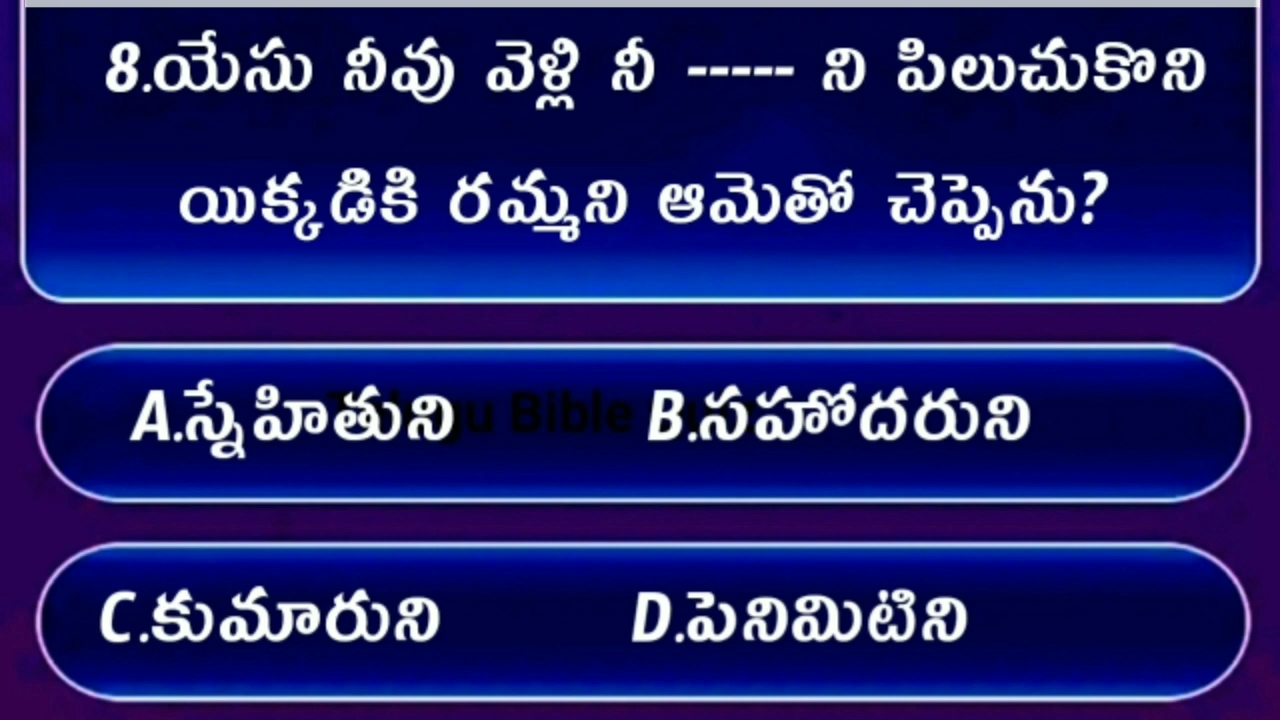 8.యేసు నీవు వెళ్లి నీ ----- ని పిలుచుకొని
యిక్కడికి రమ్మని ఆమెతో చెప్పెను?
A.స్నేహితుని B.సహోదరుని
C.కుమారుని D.పెనిమిటిని